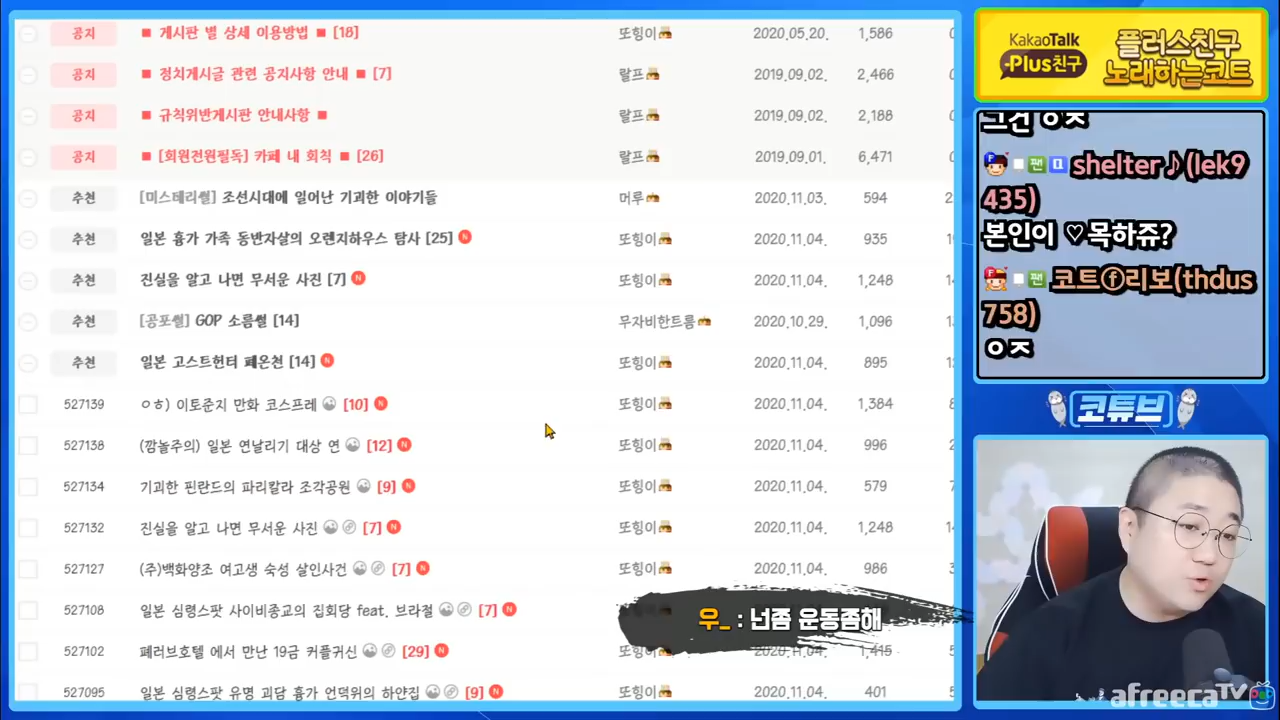 공지 ■ 게시판 별 상세 이용방법 ■ [18] 또힝이 2020.05.20. 1,586
공지 ■ 정치게시글 관련 공지사항 안내 ■ [7] 랄프 2019.09.02. 2,466
공지 ■ 규칙위반게시판 안내사항 ■ 랄프 2019.09.02. 2,188
공지 ■ [회원전원필독] 카페 내 회칙 ■ [26] 랄프 2019.09.01. 6,471
추천 [미스테리썰] 조선시대에 일어난 기괴한 이야기들 머루 2020.11.03. 594
추천 일본 흉가 가족 동반자살의 오렌지하우스 탐사 [25] N 또힝이 2020.11.04. 935
추천 진실을 알고 나면 무서운 사진 [7] N 또힝이 2020.11.04. 1,248
추천 [공포썰] GOP 소름썰 [14] 무자비한트름 2020.10.29. 1,096
추천 일본 고스트헌터 폐온천 [14] N 또힝이 2020.11.04. 895
527139 ㅇㅎ) 이토준지 만화 코스프레 [10] N 또힝이 2020.11.04. 1,384
527138 (깜놀주의) 일본 연날리기 대상 연 [12] N 또힝이 2020.11.04. 996
527134 기괴한 핀란드의 파리칼라 조각공원 [9] N 또힝이 2020.11.04. 579
527132 진실을 알고 나면 무서운 사진 [7] N 또힝이 2020.11.04. 1,248
527127 (주)백화양조 여고생 숙성 살인사건 [7] N 또힝이 2020.11.04. 986
527108 일본 심령스팟 사이비종교의 집회당 feat. 브라철 [7] N
527102 폐러브호텔 에서 만난 19금 커플귀신 [29] N 또힝이 2020.11.04. 1,415
527095 일본 심령스팟 유명 괴담 흉가 언덕위의 하얀집 [9] N 또힝이 2020.11.04. 401
우_ : 넌좀 운동좀해
KakaoTalk
Plus친구
플러스친구
노래하는코트
그건 ㅇㅈ
F 팬 shelter♪(lek9
435)
본인이 ♡목하쥬?
F 팬 코트ⓕ리보(thdus
758)
ㅇㅈ
코튜브
afreecaTV